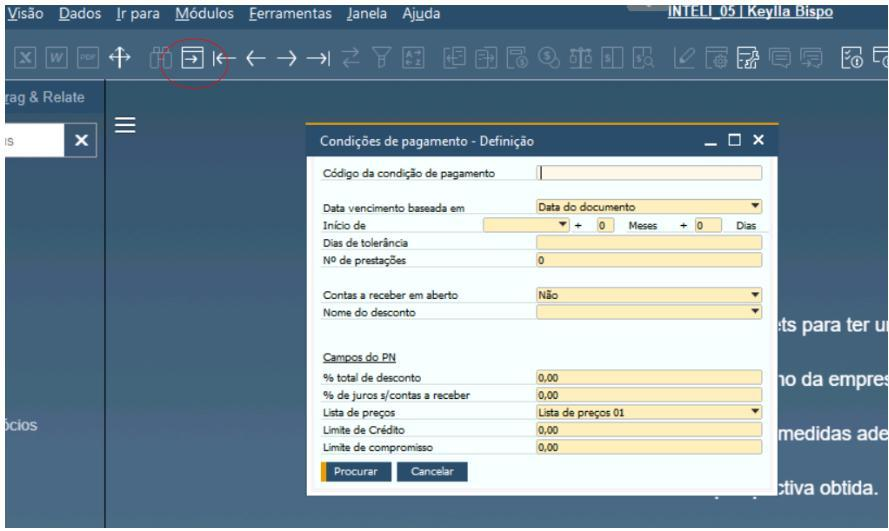 Visão Dados Ir para Módulos Ferramentas Janela Ajuda
INTELI_05 | Keylla Bispo
X W PDF
rag & Relate
Condições de pagamento - Definição
Código da condição de pagamento
Data vencimento baseada em Data do documento
Início de + 0 Meses + 0 Dias
Dias de tolerância
Nº de prestações 0
Contas a receber em aberto Não
Nome do desconto
ets para ter u
Campos do PN
% total de desconto 0,00
no da empres
% de juros s/contas a receber 0,00
Lista de preços Lista de preços 01
ócios
Limite de Crédito 0,00
medidas ade
Limite de compromisso 0,00
Procurar Cancelar
ctiva obtida.